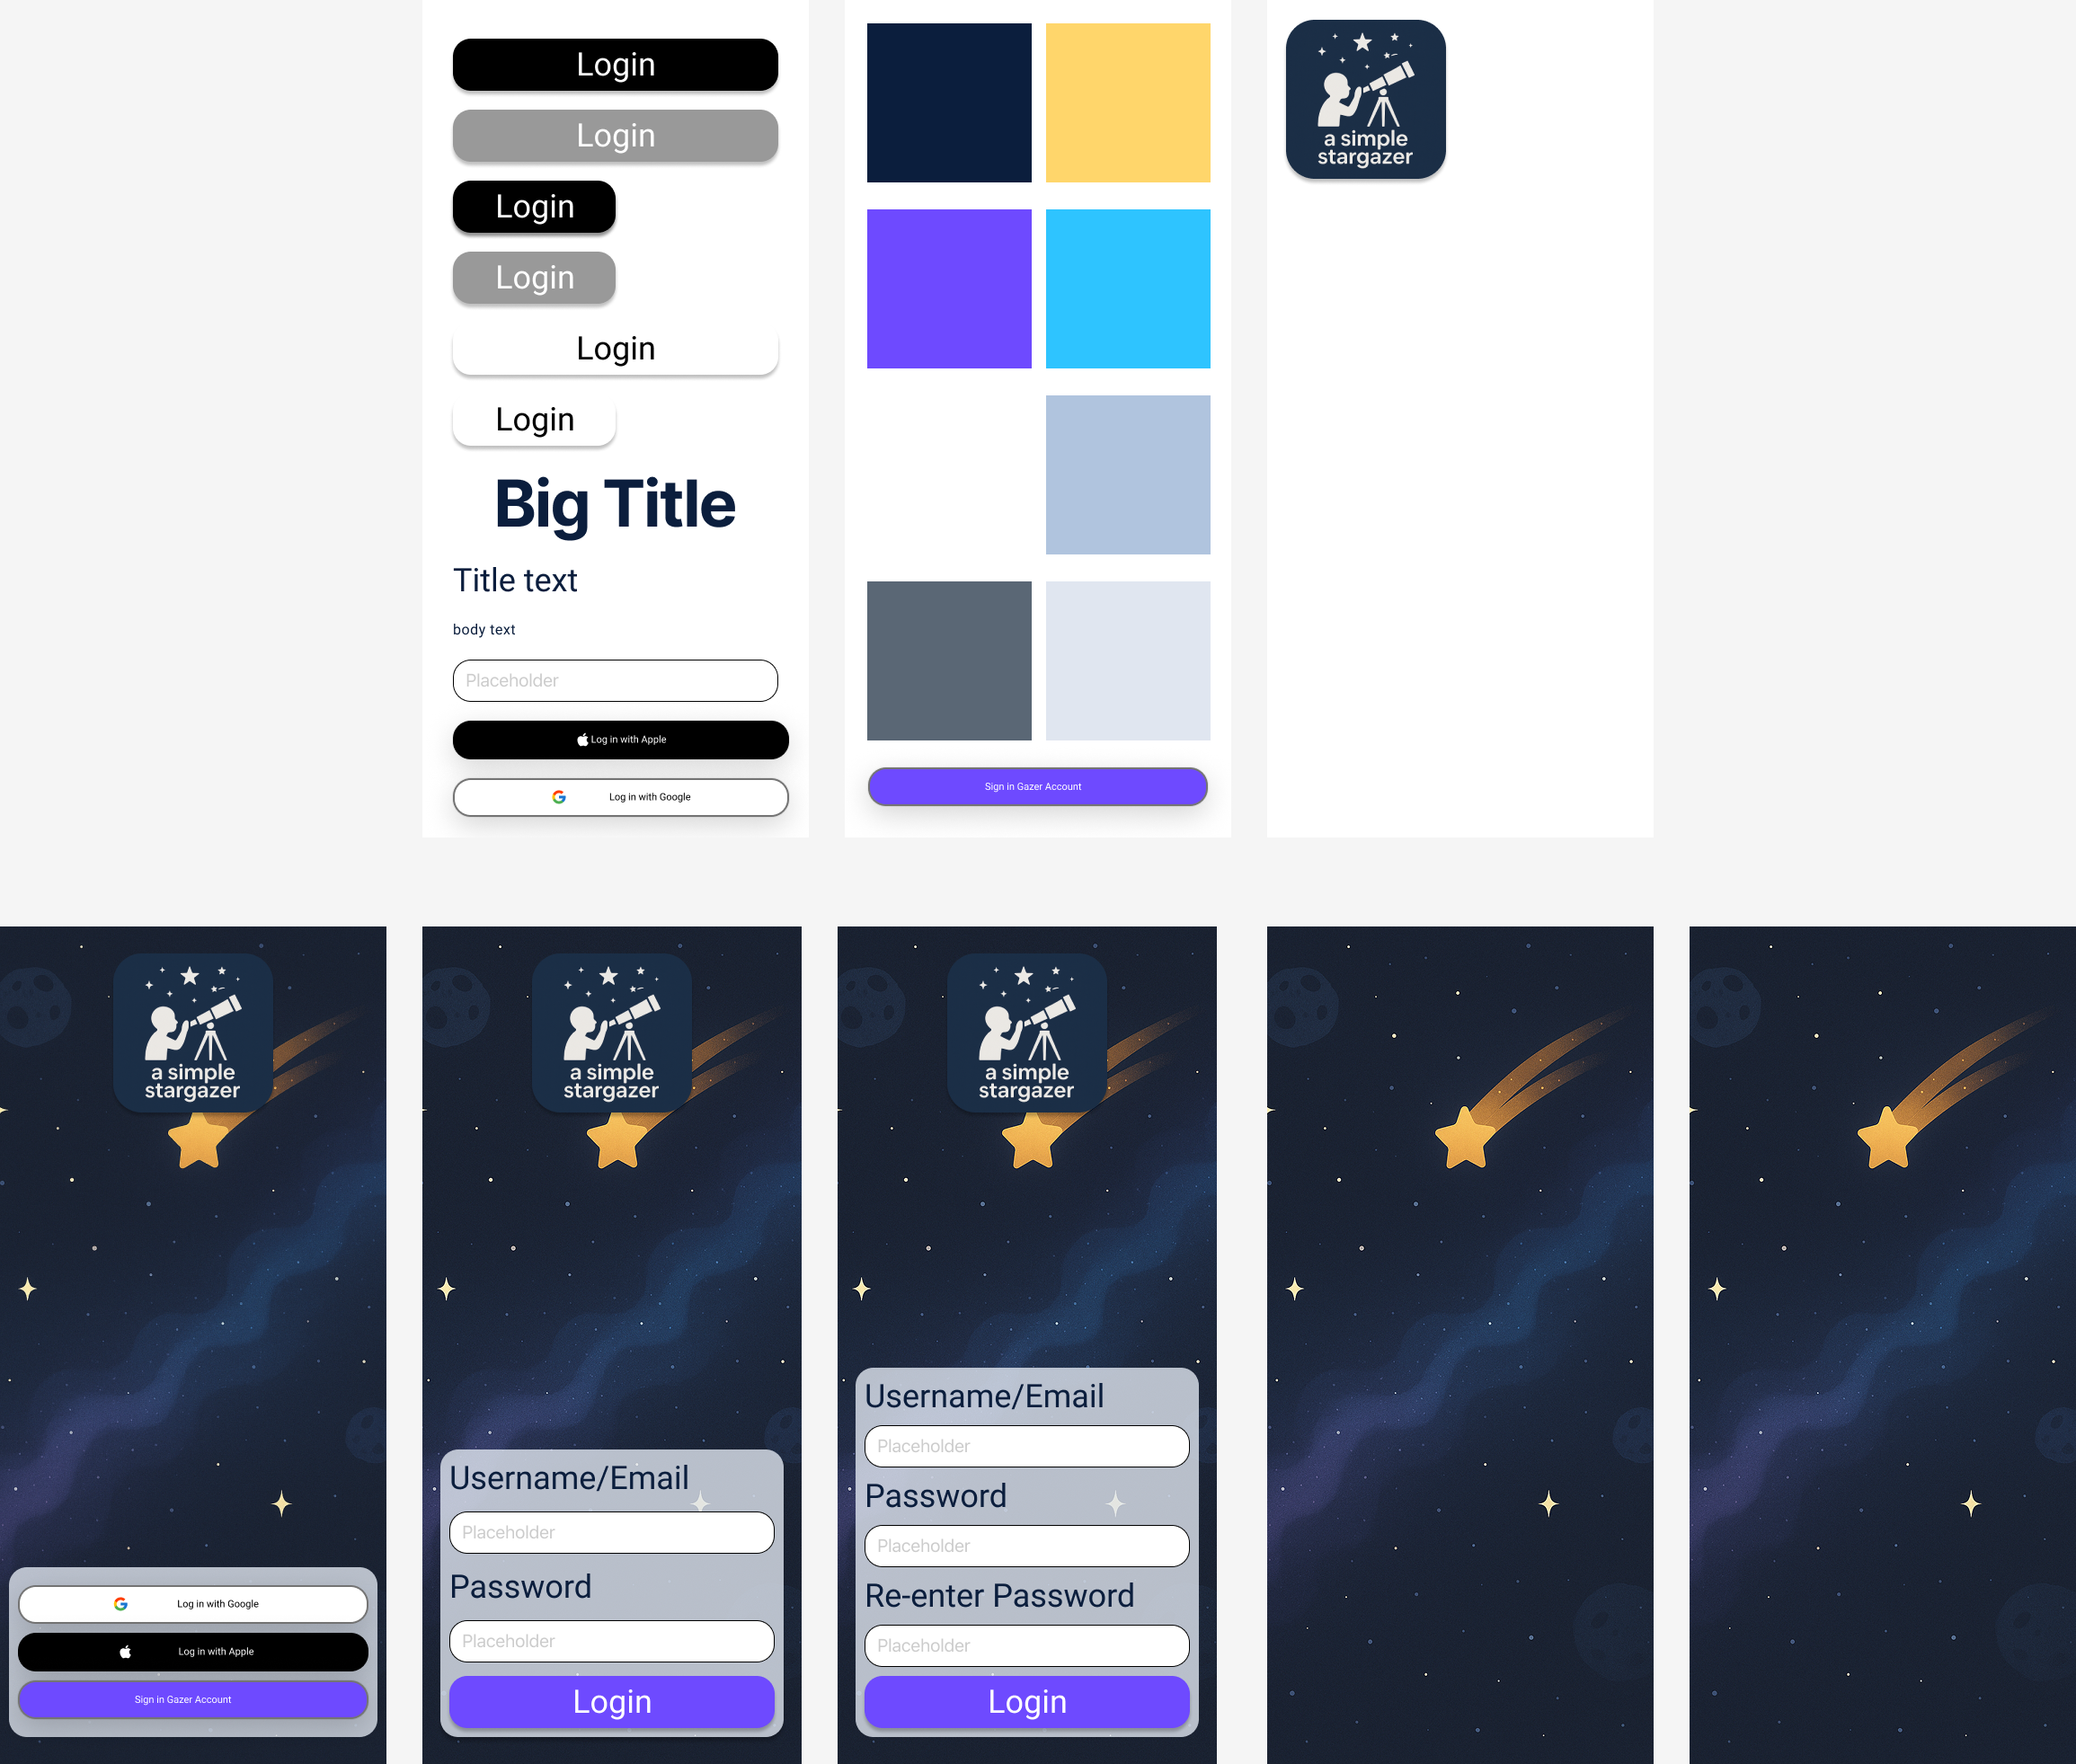 Login
Login
Login
Login
Login
Login
Big Title
Title text
body text
Placeholder
Log in with Apple
Log in with Google
Sign in Gazer Account
a simple
stargazer
a simple
stargazer
Log in with Google
Log in with Apple
Sign in Gazer Account
a simple
stargazer
Username/Email
Placeholder
Password
Placeholder
Login
a simple
stargazer
Username/Email
Placeholder
Password
Placeholder
Re-enter Password
Placeholder
Login